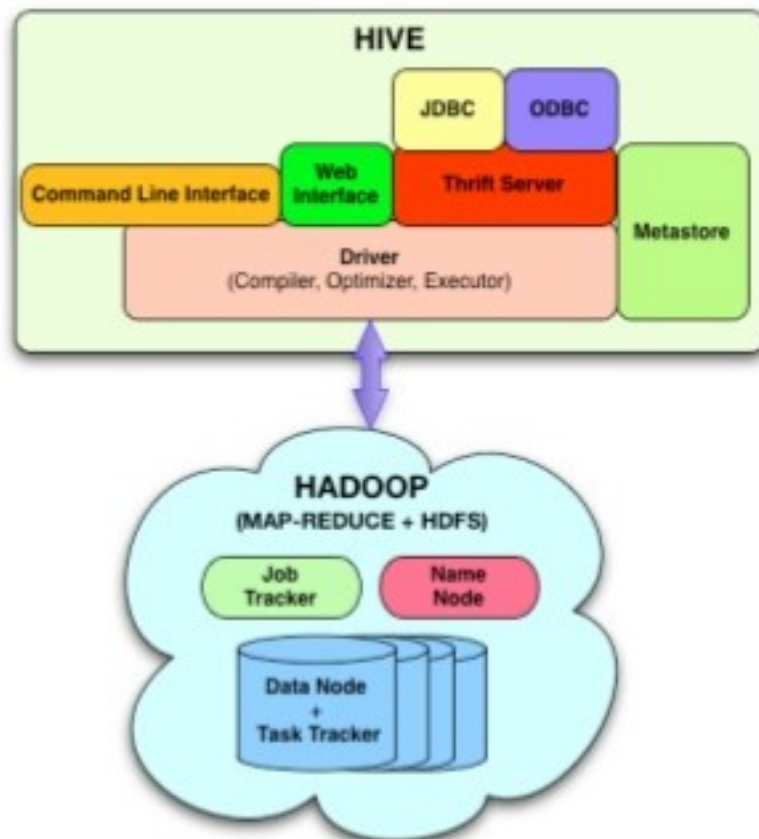 HIVE
JDBC
ODBC
Command Line Interface
Web
Interface
Thrift Server
Metastore
Driver
(Compiler, Optimizer, Executor)
HADOOP
(MAP-REDUCE + HDFS)
Job
Tracker
Name
Node
Data Node
+
Task Tracker